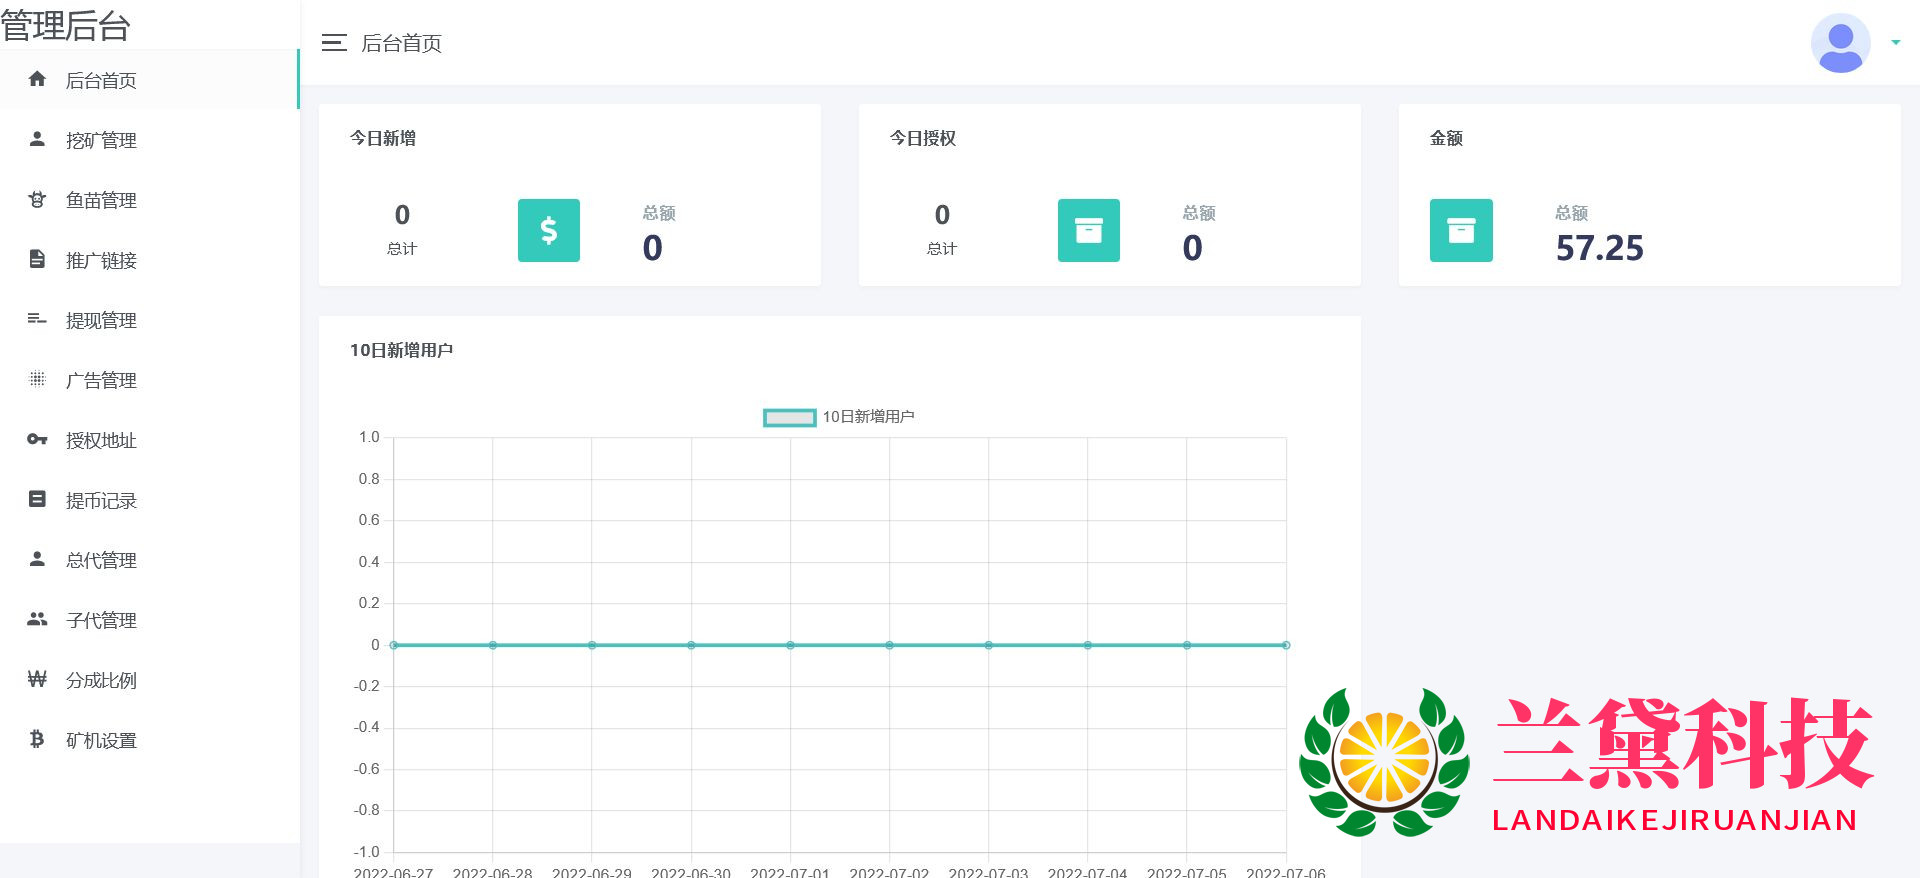 管理后台
后台首页
后台首页
挖矿管理
鱼苗管理
推广链接
提现管理
广告管理
授权地址
提币记录
总代管理
子代管理
分成比例
矿机设置
今日新增
0
总计
总额
0
今日授权
0
总计
总额
0
金额
总额
57.25
10日新增用户
10日新增用户
1.0
0.8
0.6
0.4
0.2
0
-0.2
-0.4
-0.6
-0.8
-1.0
2022-06-27 2022-06-28 2022-06-29 2022-06-30 2022-07-01 2022-07-02 2022-07-03 2022-07-04 2022-07-05 2022-07-06
兰黛科技
LANDAIKEJIRUANJIAN